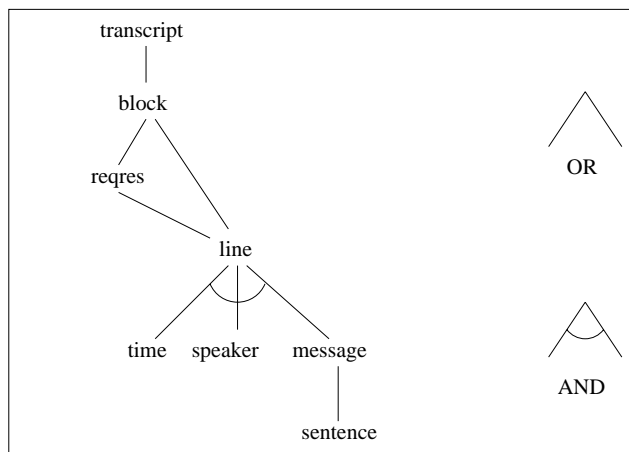 transcript
block
reqres
OR
line
time speaker message
AND
sentence